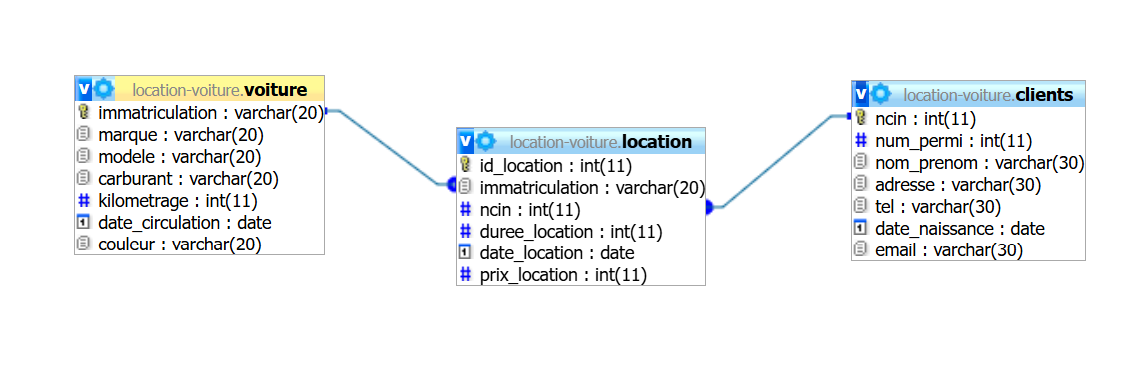 location-voiture.voiture
immatriculation : varchar(20)
marque : varchar(20)
modele : varchar(20)
carburant : varchar(20)
kilometrage : int(11)
date_circulation : date
couleur : varchar(20)
location-voiture.location
id_location : int(11)
immatriculation : varchar(20)
ncin : int(11)
duree_location : int(11)
date_location : date
prix_location : int(11)
location-voiture.clients
ncin : int(11)
num_permi : int(11)
nom_prenom : varchar(30)
adresse : varchar(30)
tel : varchar(30)
date_naissance : date
email : varchar(30)